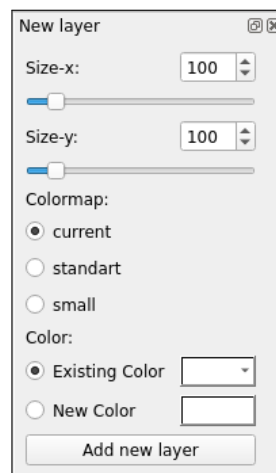 New layer
Size-x: 100
Size-y: 100
Colormap:
current
standart
small
Color:
Existing Color
New Color
Add new layer